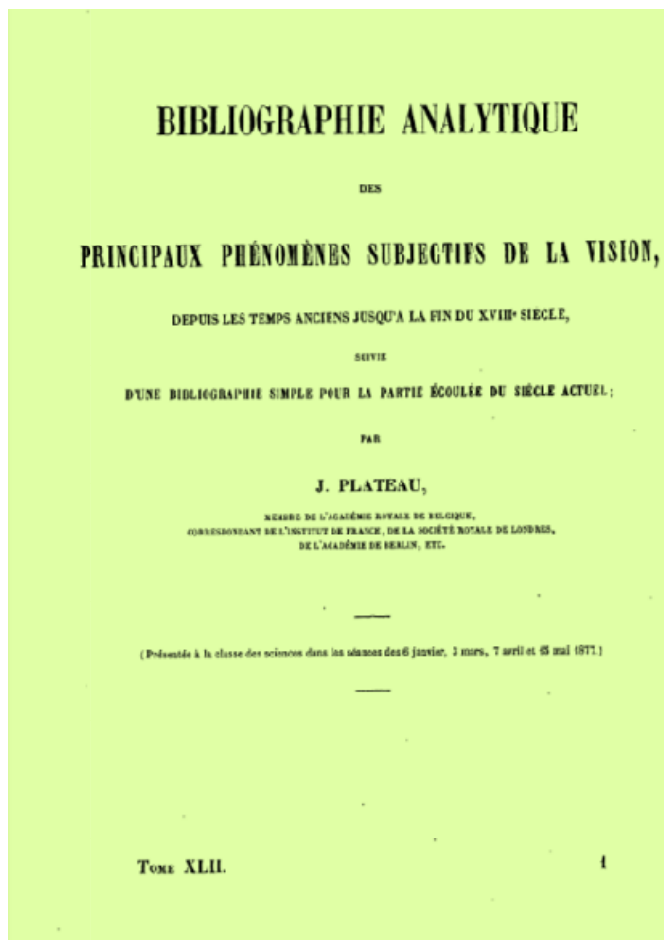 BIBLIOGRAPHIE ANALYTIQUE
DES
PRINCIPAUX PHÉNOMÈNES SUBJECTIFS DE LA VISION,
DEPUIS LES TEMPS ANCIENS JUSQU'A LA FIN DU XVIIIe SIÈCLE,
SUIVIE
D'UNE BIBLIOGRAPHIE SIMPLE POUR LA PARTIE ÉCOULÉE DU SIÈCLE ACTUEL;
PAR
J. PLATEAU,
MEMBRE DE L'ACADÉMIE ROYALE DE BELGIQUE,
CORRESPONDANT DE L'INSTITUT DE FRANCE, DE LA SOCIÉTÉ ROYALE DE LONDRES,
DE L'ACADÉMIE DE BERLIN, ETC.
(Présentée à la classe des sciences dans les séances des 6 janvier, 3 mars, 7 avril et 15 mai 1877.)
TOME XLII. 1